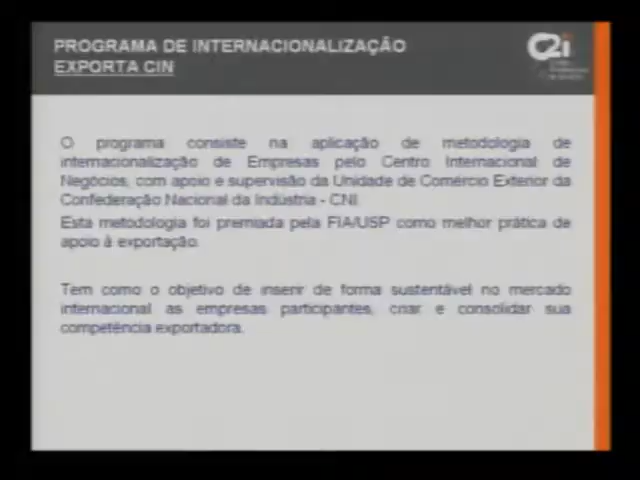 PROGRAMA DE INTERNACIONALIZAÇÃO
EXPORTA CIN
C2i
O programa consiste na aplicação de metodologia de
internacionalização de Empresas pelo Centro Internacional de
Negócios, com apoio e supervisão da Unidade de Comércio Exterior da
Confederação Nacional da Indústria - CNI.
Esta metodologia foi premiada pela FIA/USP como melhor prática de
apoio à exportação.
Tem como o objetivo de inserir de forma sustentável no mercado
internacional as empresas participantes, criar e consolidar sua
competência exportadora.